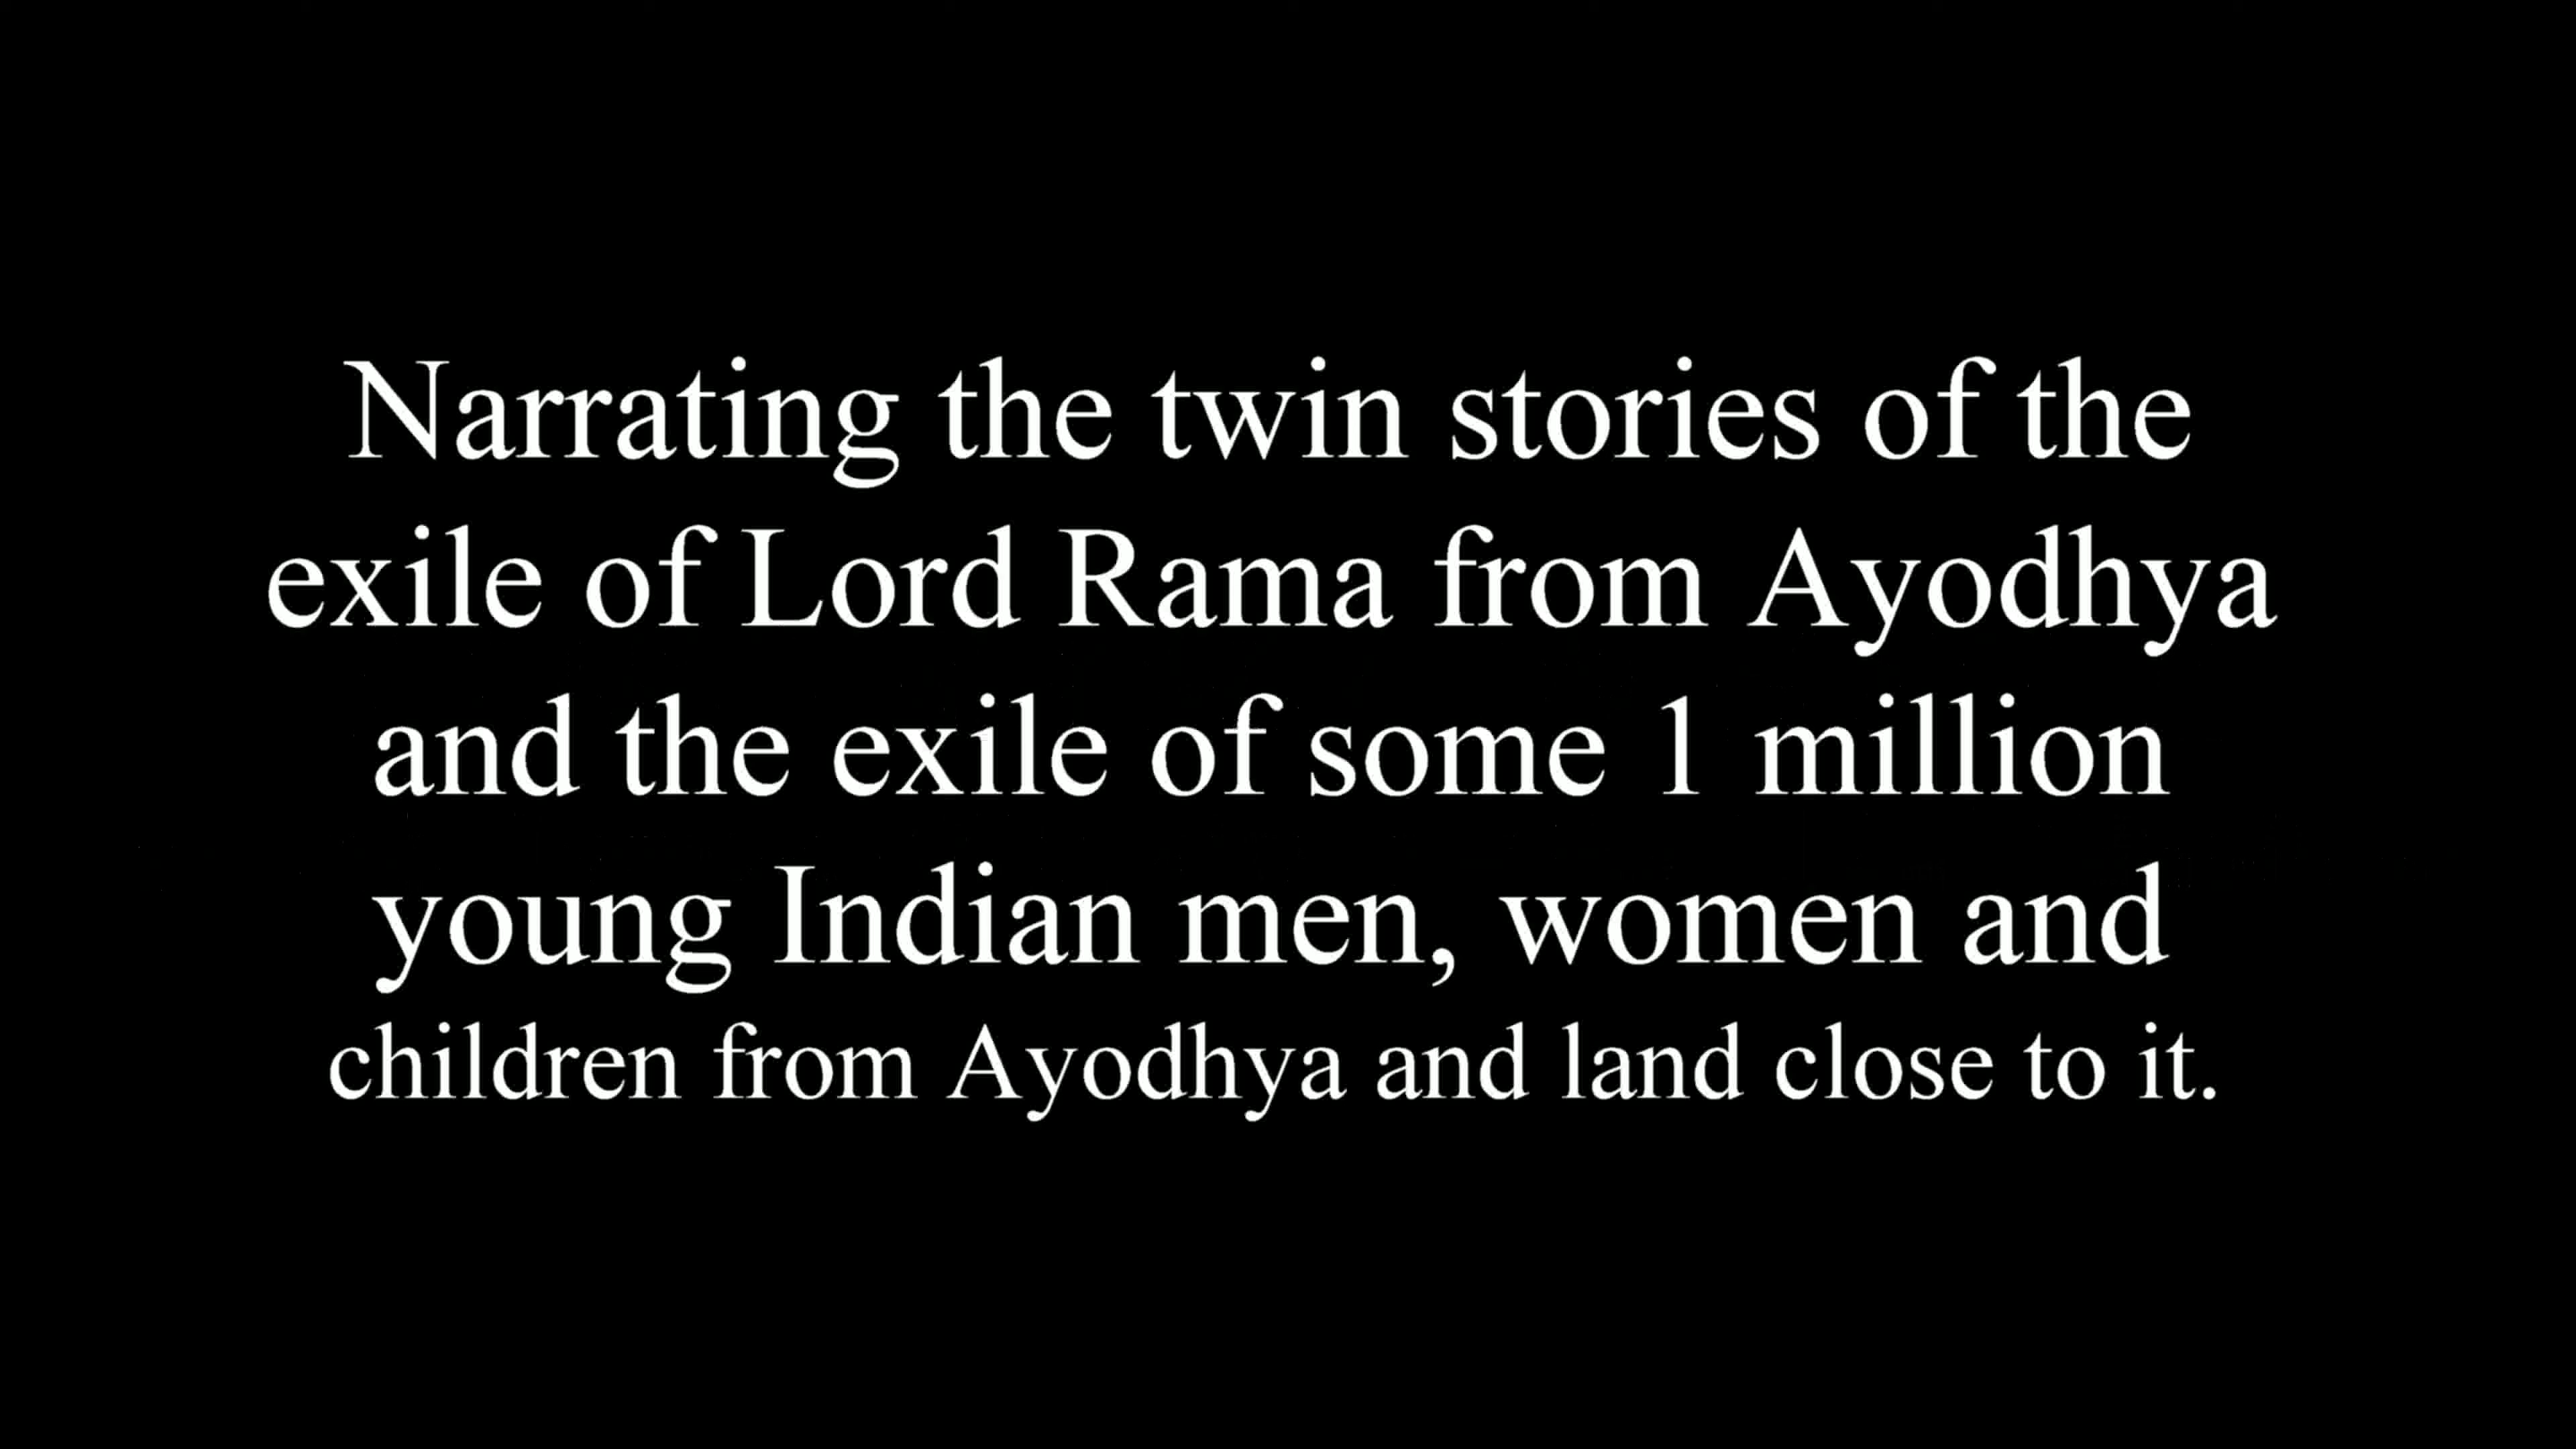 Narrating the twin stories of the
exile of Lord Rama from Ayodhya
and the exile of some 1 million
young Indian men, women and
children from Ayodhya and land close to it.